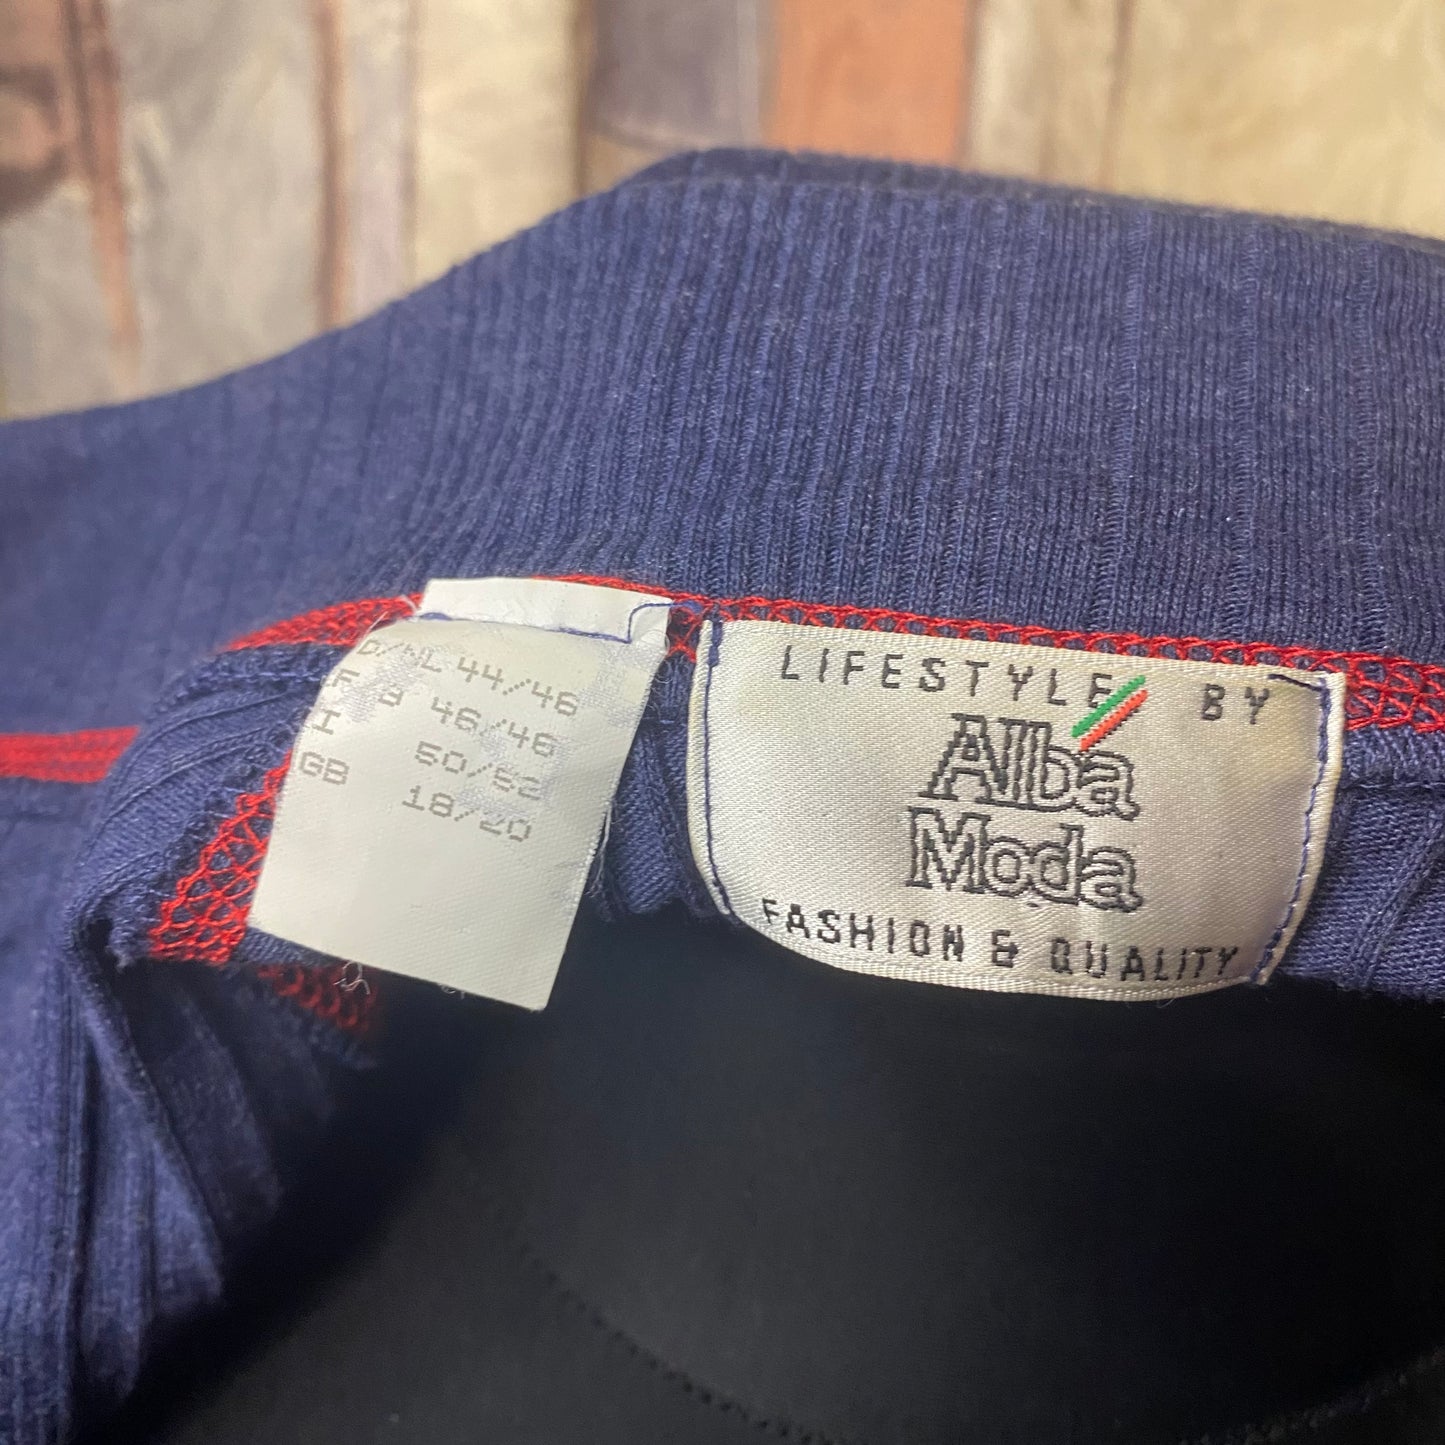 D/NL 44/46
F B 46/46
I 50/52
GB 18/20
LIFESTYLE BY
Alba
Moda
FASHION & QUALITY